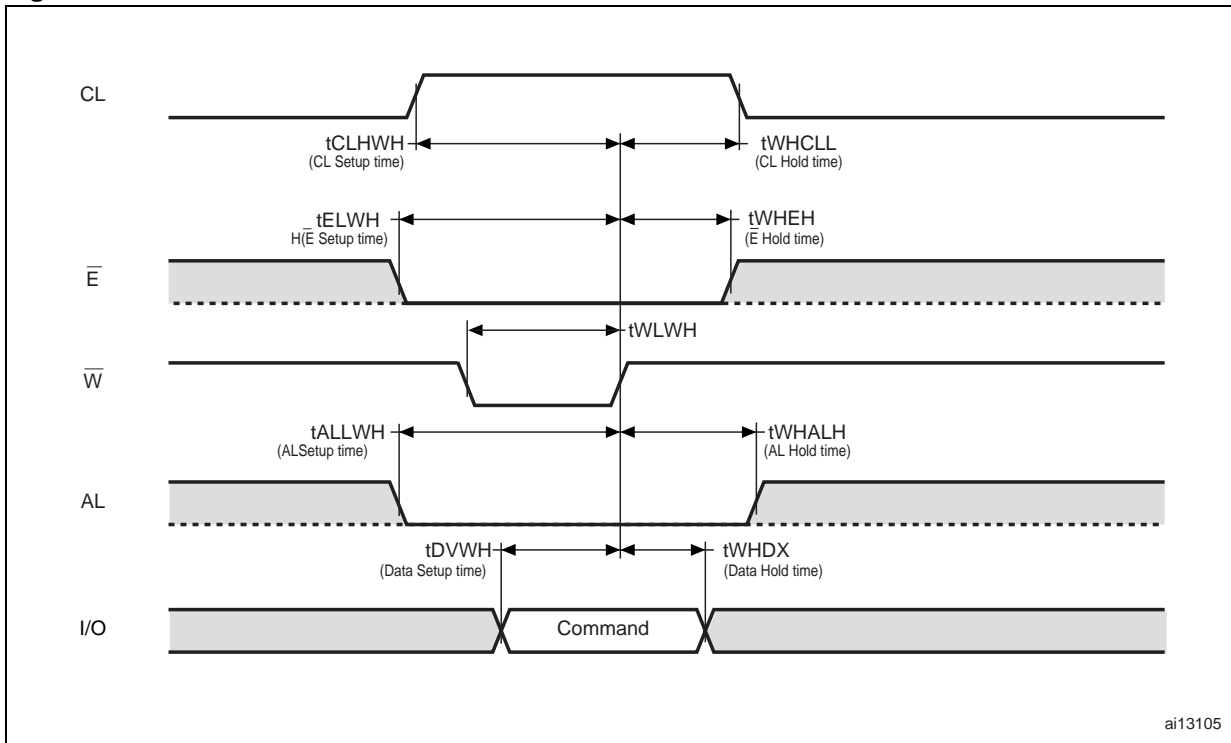 CL
tCLHWH
(CL Setup time)
tWHCLL
(CL Hold time)
tELWH
H(E̅ Setup time)
tWHEH
(E̅ Hold time)
E̅
tWLWH
W̅
tALLWH
(ALSetup time)
tWHALH
(AL Hold time)
AL
tDVWH
(Data Setup time)
tWHDX
(Data Hold time)
I/O
Command
ai13105